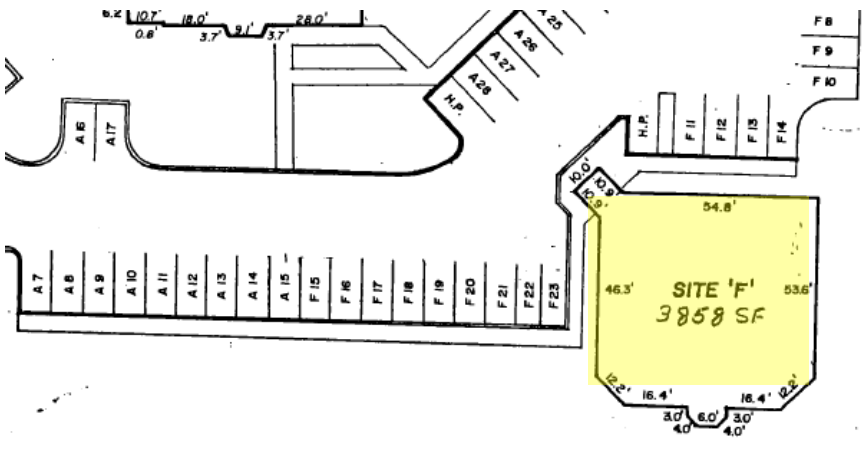 6.2
10.7'
18.0'
28.0'
0.8'
3.7'
9.1'
3.7'
A 25
A 26
A 27
A 28
H.P.
F 8
F 9
F 10
A 16
A 17
H.P.
F 11
F 12
F 13
F 14
10.0'
10.9'
10.9'
54.8'
A 7
A 8
A 9
A 10
A 11
A 12
A 13
A 14
A 15
F 15
F 16
F 17
F 18
F 19
F 20
F 21
F 22
F 23
46.3'
SITE 'F'
53.6'
3858 SF
12.2'
16.4'
16.4'
12.2'
3.0'
6.0'
3.0'
4.0'
4.0'